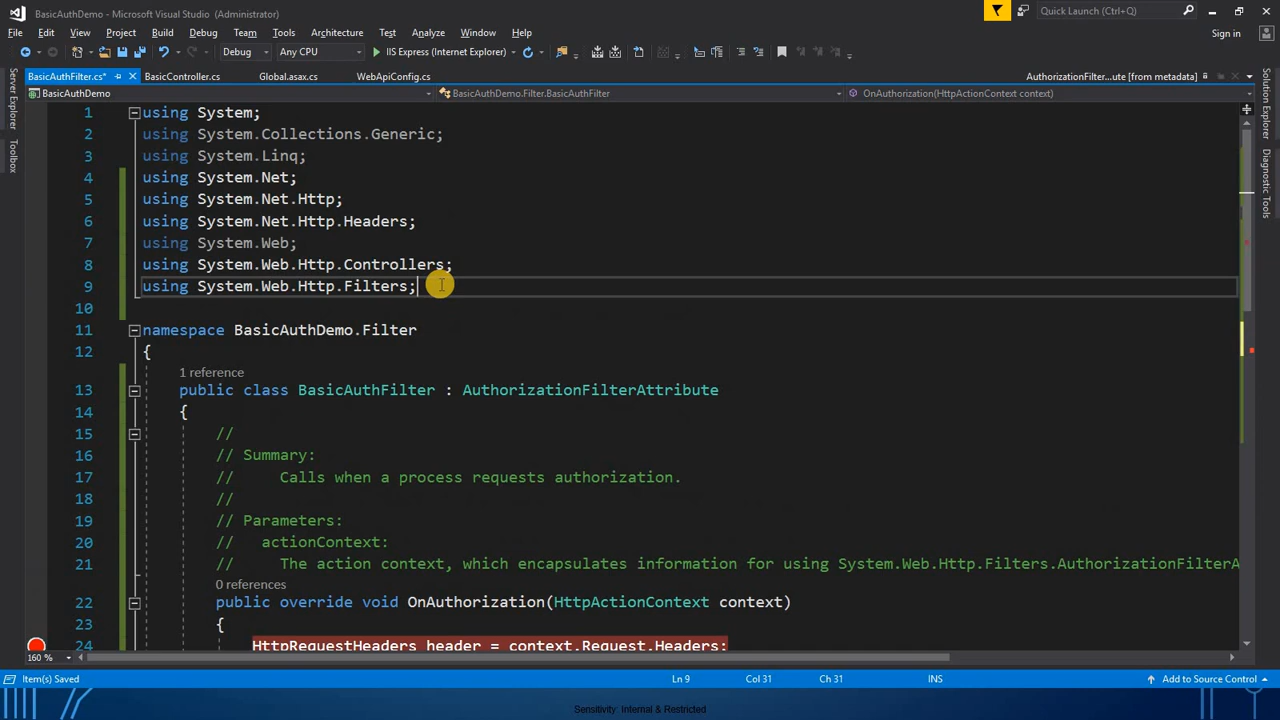 BasicAuthDemo - Microsoft Visual Studio (Administrator)
Quick Launch (Ctrl+Q)
File Edit View Project Build Debug Team Tools Architecture Test Analyze Window Help
Sign in
Debug Any CPU IIS Express (Internet Explorer)
BasicAuthFilter.cs* BasicController.cs Global.asax.cs WebApiConfig.cs AuthorizationFilter...ute [from metadata]
BasicAuthDemo BasicAuthDemo.Filter.BasicAuthFilter OnAuthorization(HttpActionContext context)
Server Explorer
Toolbox
Solution Explorer
Diagnostic Tools
1 using System;
2 using System.Collections.Generic;
3 using System.Linq;
4 using System.Net;
5 using System.Net.Http;
6 using System.Net.Http.Headers;
7 using System.Web;
8 using System.Web.Http.Controllers;
9 using System.Web.Http.Filters;
10
11 namespace BasicAuthDemo.Filter
12 {
1 reference
13 public class BasicAuthFilter : AuthorizationFilterAttribute
14 {
15 //
16 // Summary:
17 // Calls when a process requests authorization.
18 //
19 // Parameters:
20 // actionContext:
21 // The action context, which encapsulates information for using System.Web.Http.Filters.AuthorizationFilterA
0 references
22 public override void OnAuthorization(HttpActionContext context)
23 {
24 HttpRequestHeaders header = context.Request.Headers;
160 %
Item(s) Saved Ln 9 Col 31 Ch 31 INS Add to Source Control
Sensitivity: Internal & Restricted